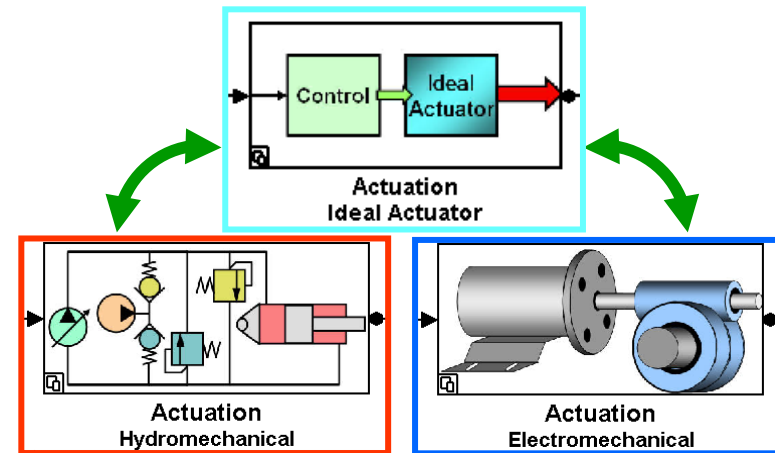 Control
Ideal
Actuator
Actuation
Ideal Actuator
Actuation
Hydromechanical
Actuation
Electromechanical